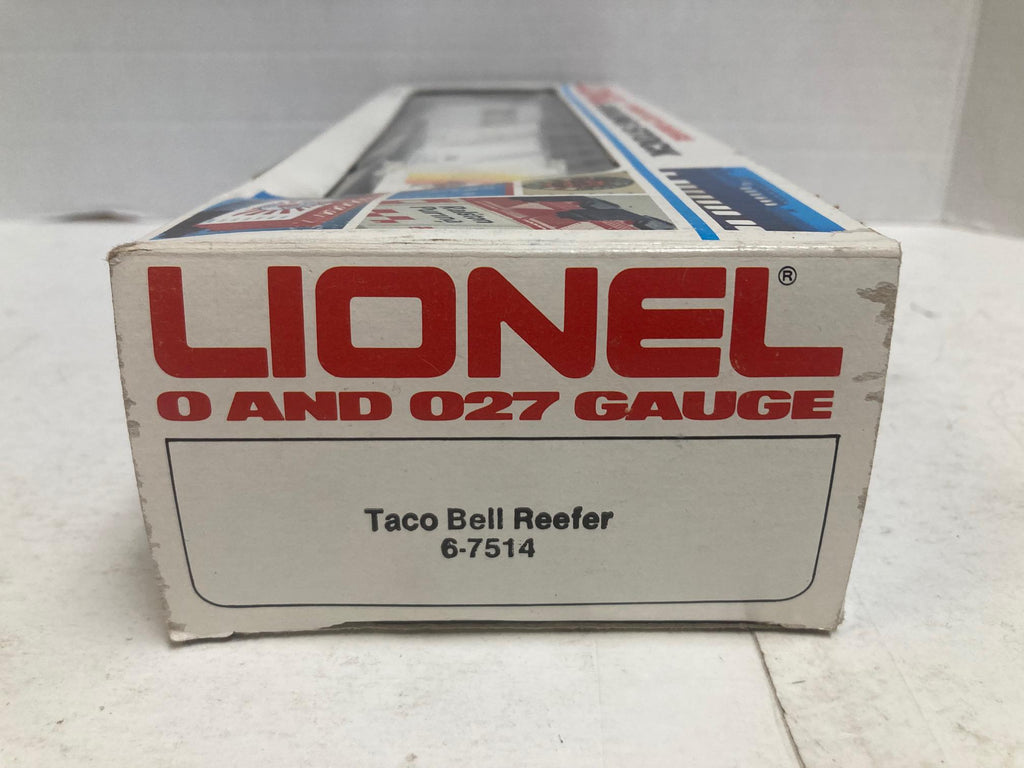 LIONEL®
O AND O27 GAUGE
Taco Bell Reefer
6-7514